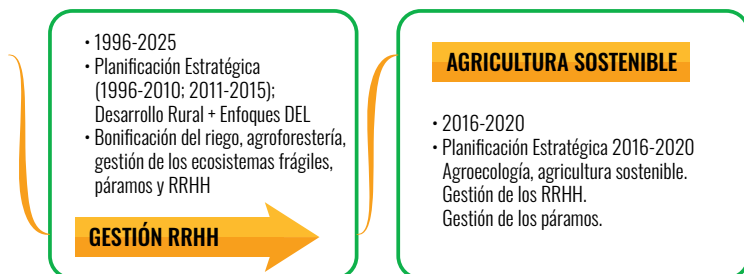 • 1996-2025
• Planificación Estratégica
(1996-2010; 2011-2015);
Desarrollo Rural + Enfoques DEL
• Bonificación del riego, agroforestería,
gestión de los ecosistemas frágiles,
páramos y RRHH
GESTIÓN RRHH
AGRICULTURA SOSTENIBLE
• 2016-2020
• Planificación Estratégica 2016-2020
Agroecología, agricultura sostenible.
Gestión de los RRHH.
Gestión de los páramos.